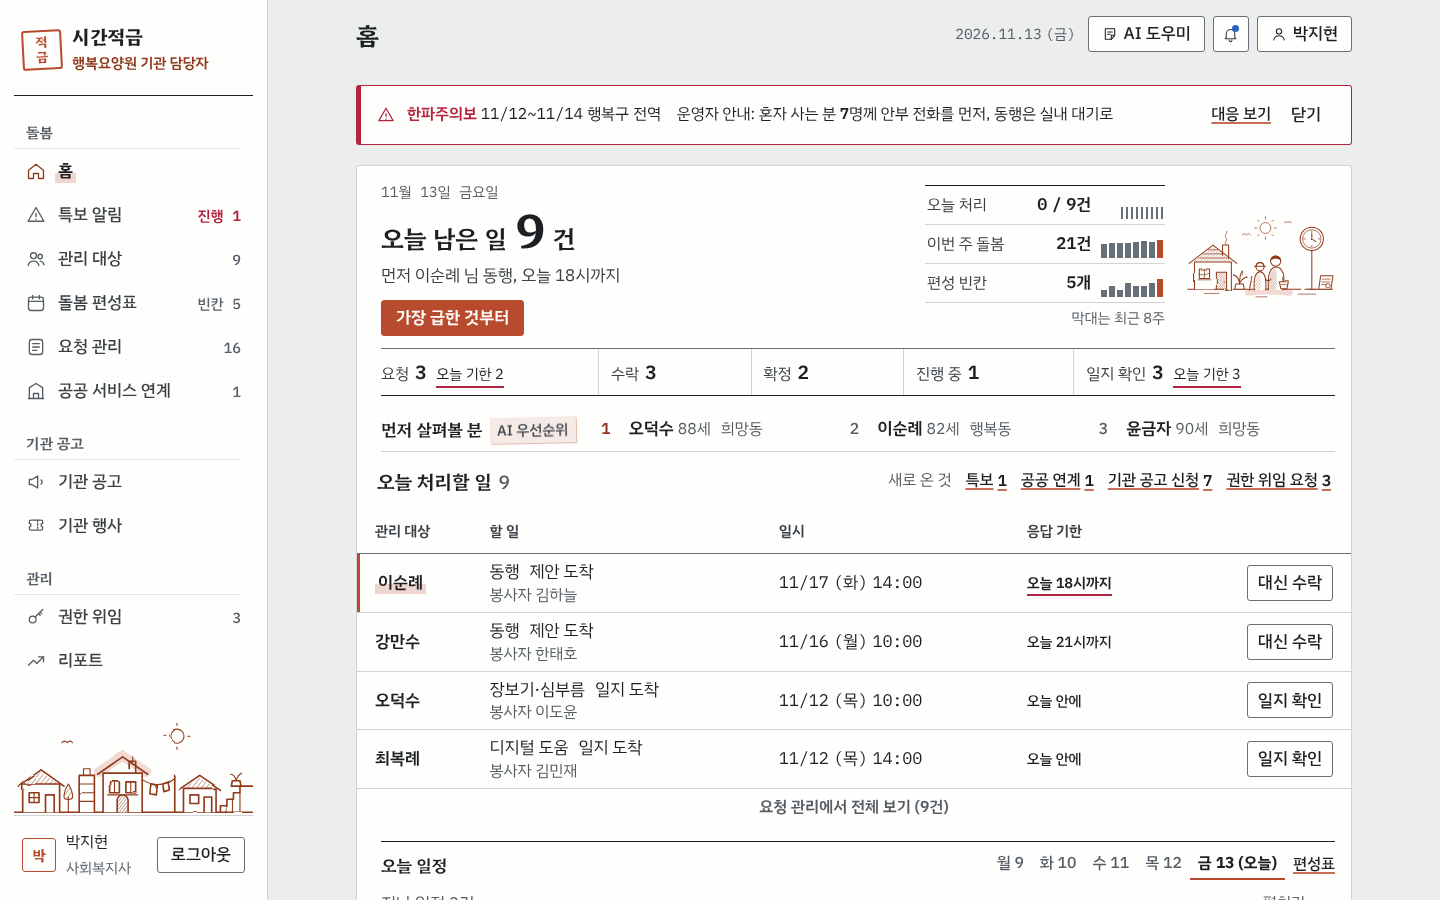 적금
시간적금
행복요양원 기관 담당자
돌봄
홈
특보 알림 진행 1
관리 대상 9
돌봄 편성표 빈칸 5
요청 관리 16
공공 서비스 연계 1
기관 공고
기관 공고
기관 행사
관리
권한 위임 3
리포트
박
박지현
사회복지사
로그아웃
홈
2026.11.13 (금)
AI 도우미
박지현
한파주의보 11/12~11/14 행복구 전역 운영자 안내: 혼자 사는 분 7명께 안부 전화를 먼저, 동행은 실내 대기로 대응 보기 닫기
11월 13일 금요일
오늘 남은 일 9 건
먼저 이순례 님 동행, 오늘 18시까지
가장 급한 것부터
오늘 처리 0 / 9건
이번 주 돌봄 21건
편성 빈칸 5개
막대는 최근 8주
요청 3 오늘 기한 2 수락 3 확정 2 진행 중 1 일지 확인 3 오늘 기한 3
먼저 살펴볼 분 AI 우선순위 1 오덕수 88세 희망동 2 이순례 82세 행복동 3 윤금자 90세 희망동
오늘 처리할 일 9 새로 온 것 특보 1 공공 연계 1 기관 공고 신청 7 권한 위임 요청 3
관리 대상 할 일 일시 응답 기한
이순례 동행 제안 도착 11/17 (화) 14:00 오늘 18시까지 대신 수락
봉사자 김하늘
강만수 동행 제안 도착 11/16 (월) 10:00 오늘 21시까지 대신 수락
봉사자 한태호
오덕수 장보기·심부름 일지 도착 11/12 (목) 10:00 오늘 안에 일지 확인
봉사자 이도윤
최복례 디지털 도움 일지 도착 11/12 (목) 14:00 오늘 안에 일지 확인
봉사자 김민재
요청 관리에서 전체 보기 (9건)
오늘 일정 월 9 화 10 수 11 목 12 금 13 (오늘) 편성표